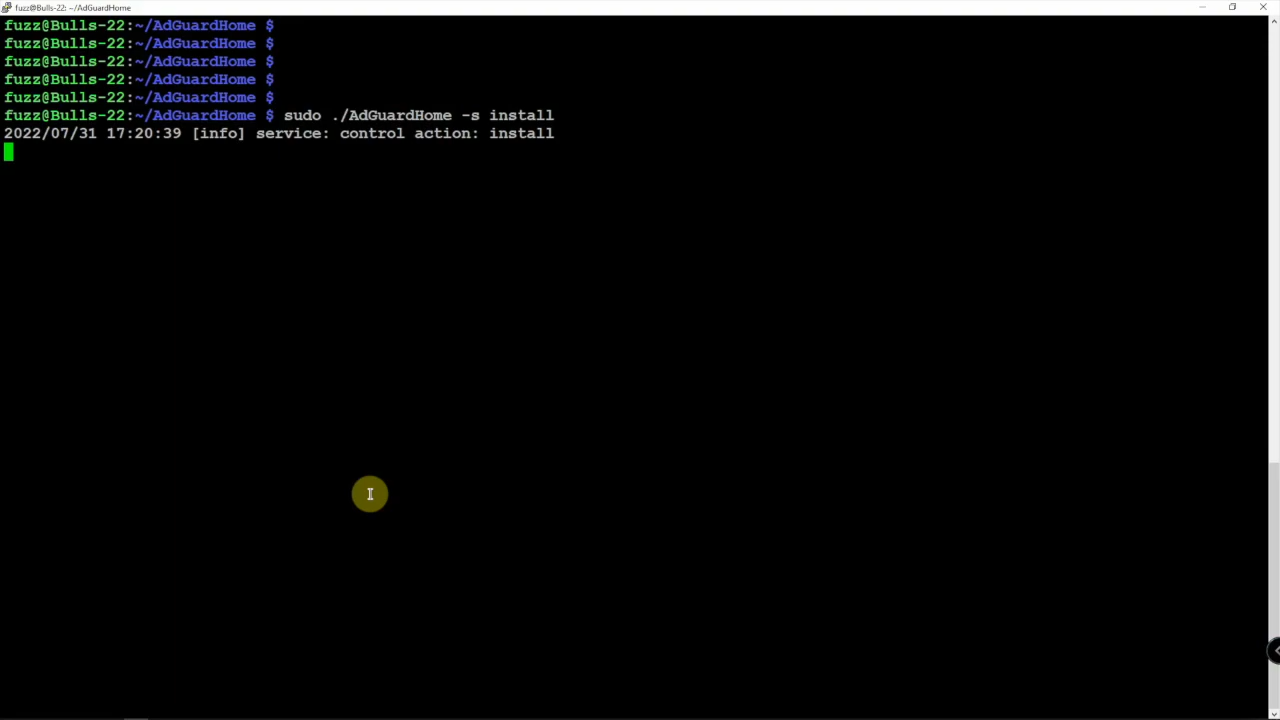 fuzz@Bulls-22: ~/AdGuardHome
fuzz@Bulls-22:~/AdGuardHome $
fuzz@Bulls-22:~/AdGuardHome $
fuzz@Bulls-22:~/AdGuardHome $
fuzz@Bulls-22:~/AdGuardHome $
fuzz@Bulls-22:~/AdGuardHome $
fuzz@Bulls-22:~/AdGuardHome $ sudo ./AdGuardHome -s install
2022/07/31 17:20:39 [info] service: control action: install